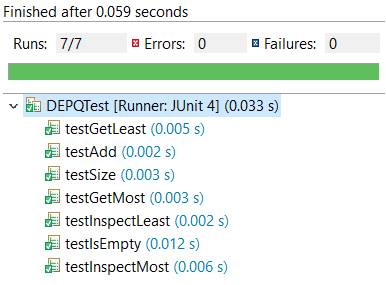 Finished after 0.059 seconds
Runs: 7/7 Errors: 0 Failures: 0
DEPQTest [Runner: JUnit 4] (0.033 s)
testGetLeast (0.005 s)
testAdd (0.002 s)
testSize (0.003 s)
testGetMost (0.003 s)
testInspectLeast (0.002 s)
testIsEmpty (0.012 s)
testInspectMost (0.006 s)